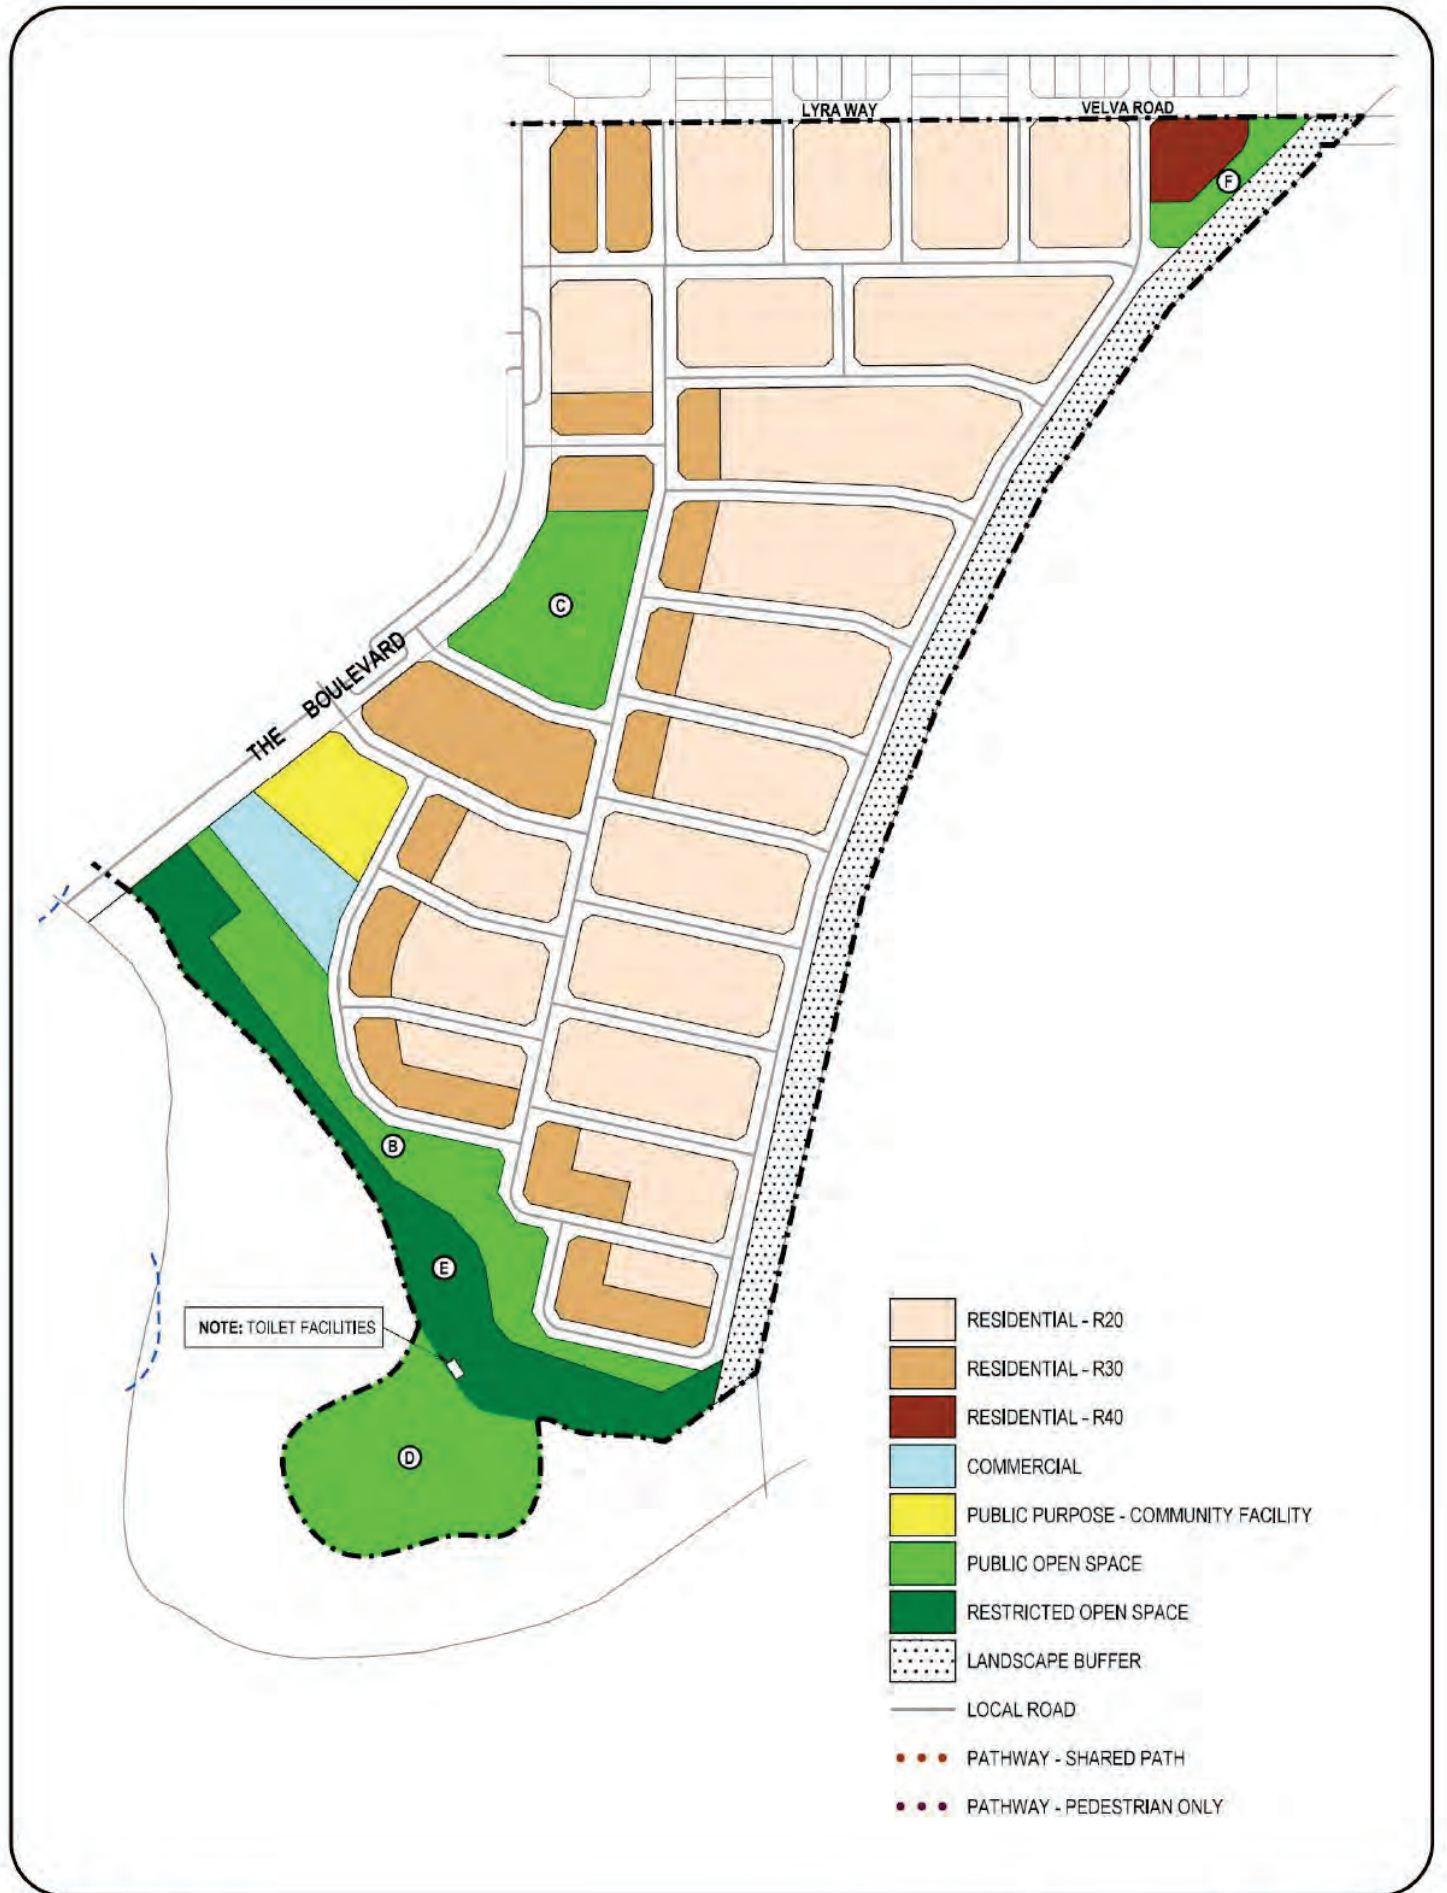 LYRA WAY
VELVA ROAD
F
C
THE BOULEVARD
B
E
NOTE: TOILET FACILITIES
D
RESIDENTIAL - R20
RESIDENTIAL - R30
RESIDENTIAL - R40
COMMERCIAL
PUBLIC PURPOSE - COMMUNITY FACILITY
PUBLIC OPEN SPACE
RESTRICTED OPEN SPACE
LANDSCAPE BUFFER
LOCAL ROAD
PATHWAY - SHARED PATH
PATHWAY - PEDESTRIAN ONLY